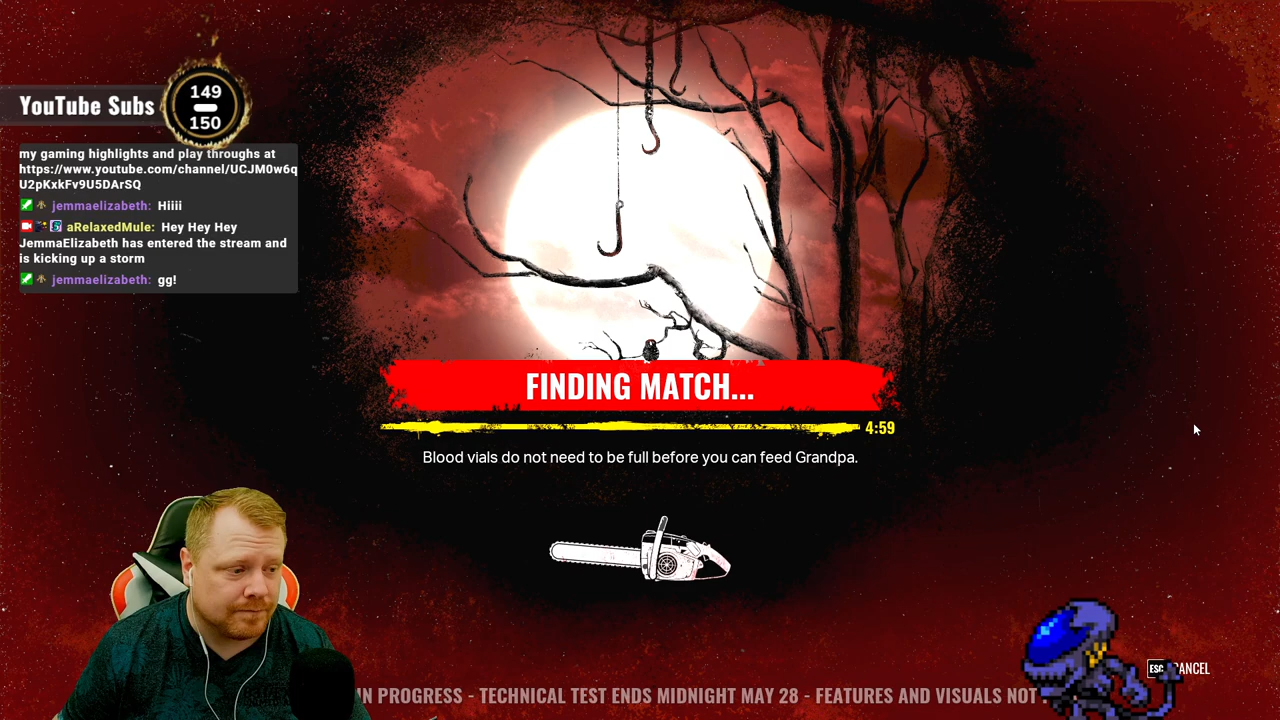 YouTube Subs
149
150
my gaming highlights and play throughs at
https://www.youtube.com/channel/UCJM0w6q
U2pKxkFv9U5DArSQ
jemmaelizabeth: Hiiii
aRelaxedMule: Hey Hey Hey
JemmaElizabeth has entered the stream and
is kicking up a storm
jemmaelizabeth: gg!
FINDING MATCH...
4:59
Blood vials do not need to be full before you can feed Grandpa.
ESC CANCEL
IN PROGRESS - TECHNICAL TEST ENDS MIDNIGHT MAY 28 - FEATURES AND VISUALS NOT